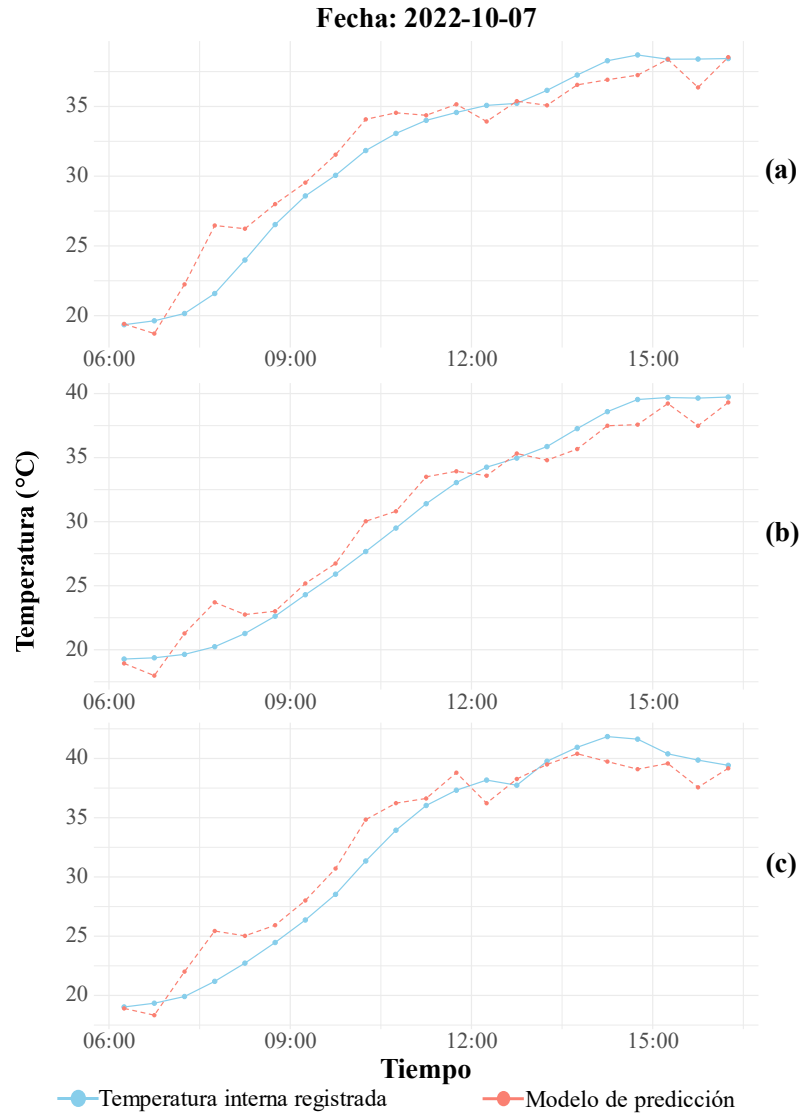 Fecha: 2022-10-07
35
30
25
20
(a)
06:00 09:00 12:00 15:00
40
35
30
25
20
(b)
06:00 09:00 12:00 15:00
Temperatura (°C)
40
35
30
25
20
(c)
06:00 09:00 12:00 15:00
Tiempo
Temperatura interna registrada Modelo de predicción